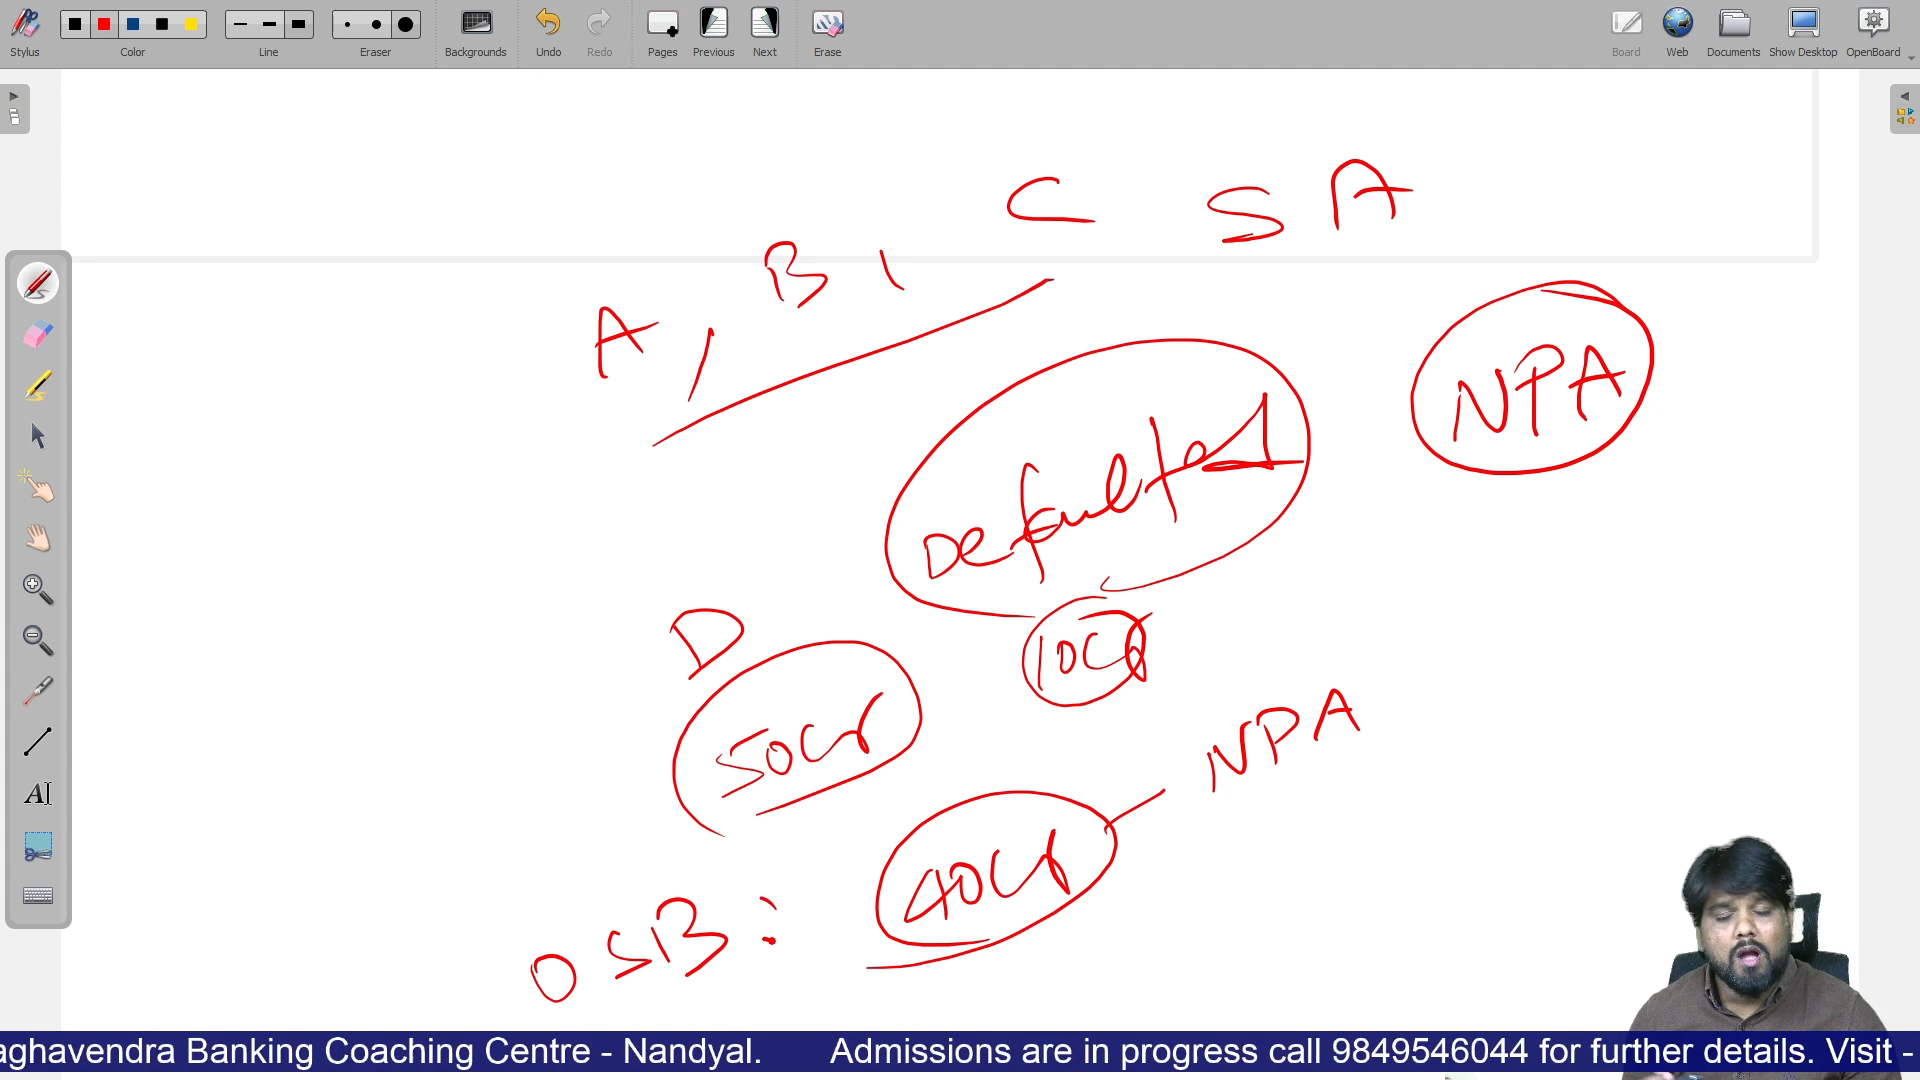 Stylus
Color
Line
Eraser
Backgrounds
Undo
Redo
Pages
Previous
Next
Erase
Board
Web
Documents
Show Desktop
OpenBoard
C S A
A, B,
NPA
Defaulted
D
10Cr
50Cr
NPA
40Cr
OSB :
AI
aghavendra Banking Coaching Centre - Nandyal. Admissions are in progress call 9849546044 for further details. Visit -